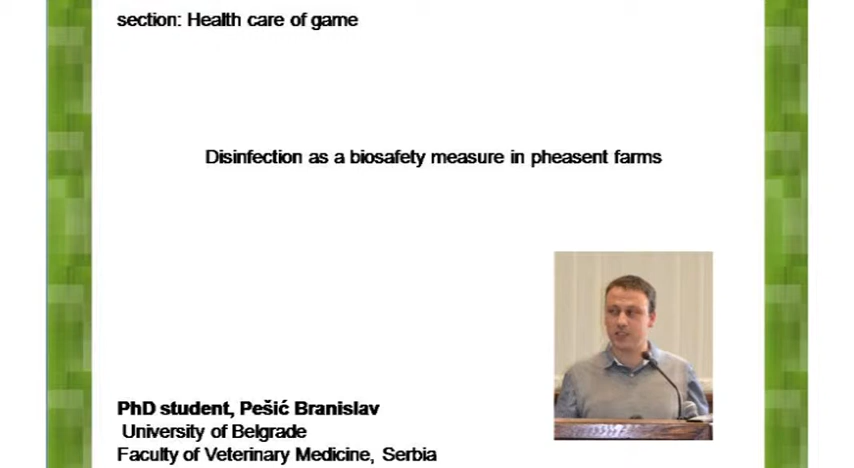 section: Health care of game
Disinfection as a biosafety measure in pheasent farms
PhD student, Pešić Branislav
University of Belgrade
Faculty of Veterinary Medicine, Serbia